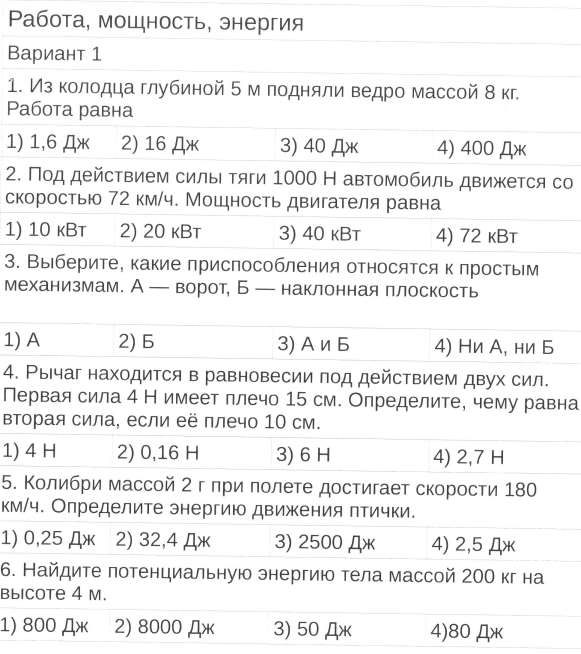 Работа, мощность, энергия
Вариант 1
1. Из колодца глубиной 5 м подняли ведро массой 8 кг.
Работа равна
1) 1,6 Дж 2) 16 Дж 3) 40 Дж 4) 400 Дж
2. Под действием силы тяги 1000 Н автомобиль движется со
скоростью 72 км/ч. Мощность двигателя равна
1) 10 кВт 2) 20 кВт 3) 40 кВт 4) 72 кВт
3. Выберите, какие приспособления относятся к простым
механизмам. А — ворот, Б — наклонная плоскость
1) А 2) Б 3) А и Б 4) Ни А, ни Б
4. Рычаг находится в равновесии под действием двух сил.
Первая сила 4 Н имеет плечо 15 см. Определите, чему равна
вторая сила, если её плечо 10 см.
1) 4 Н 2) 0,16 Н 3) 6 Н 4) 2,7 Н
5. Колибри массой 2 г при полете достигает скорости 180
км/ч. Определите энергию движения птички.
1) 0,25 Дж 2) 32,4 Дж 3) 2500 Дж 4) 2,5 Дж
6. Найдите потенциальную энергию тела массой 200 кг на
высоте 4 м.
1) 800 Дж 2) 8000 Дж 3) 50 Дж 4)80 Дж